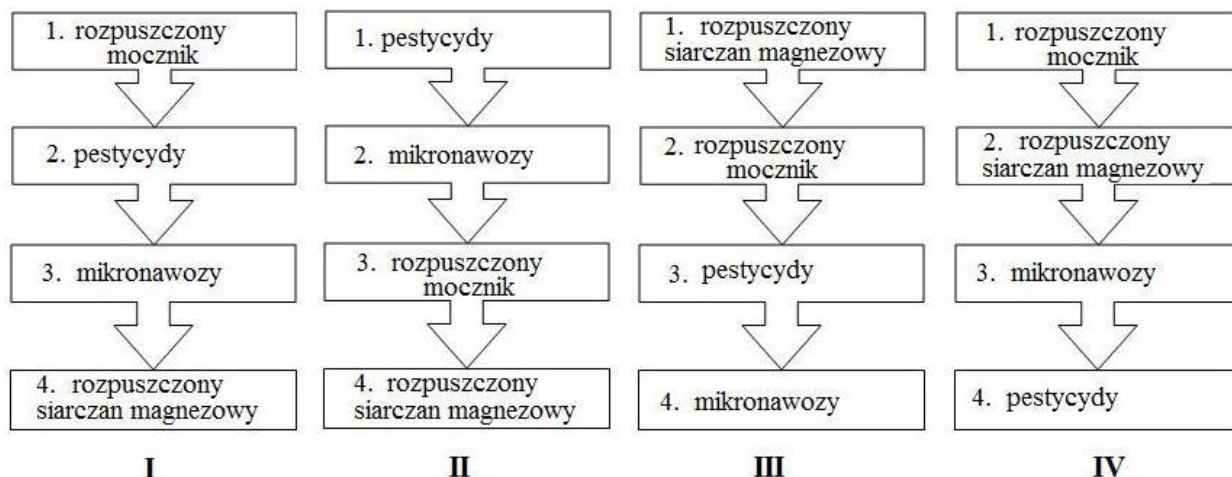 1. rozpuszczony
mocznik
2. pestycydy
3. mikronawozy
4. rozpuszczony
siarczan magnezowy
I
1. pestycydy
2. mikronawozy
3. rozpuszczony
mocznik
4. rozpuszczony
siarczan magnezowy
II
1. rozpuszczony
siarczan magnezowy
2. rozpuszczony
mocznik
3. pestycydy
4. mikronawozy
III
1. rozpuszczony
mocznik
2. rozpuszczony
siarczan magnezowy
3. mikronawozy
4. pestycydy
IV